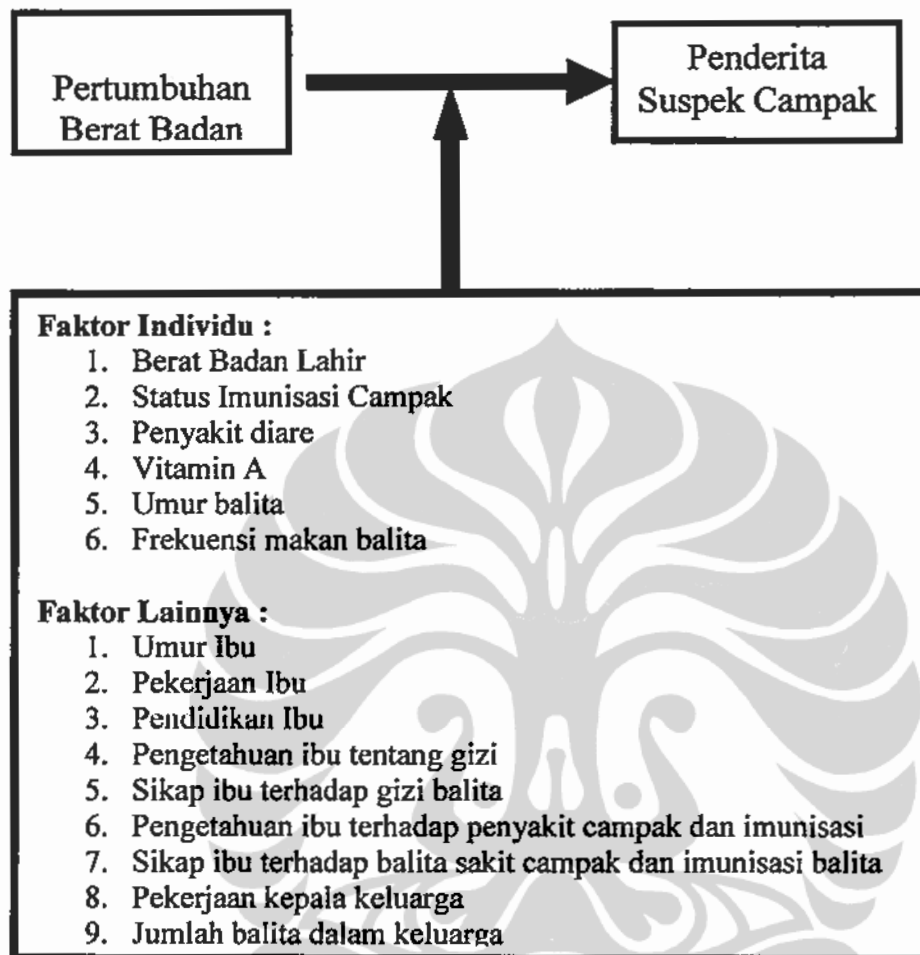 Pertumbuhan
Berat Badan
Penderita
Suspek Campak
Faktor Individu :
1. Berat Badan Lahir
2. Status Imunisasi Campak
3. Penyakit diare
4. Vitamin A
5. Umur balita
6. Frekuensi makan balita
Faktor Lainnya :
1. Umur Ibu
2. Pekerjaan Ibu
3. Pendidikan Ibu
4. Pengetahuan ibu tentang gizi
5. Sikap ibu terhadap gizi balita
6. Pengetahuan ibu terhadap penyakit campak dan imunisasi
7. Sikap ibu terhadap balita sakit campak dan imunisasi balita
8. Pekerjaan kepala keluarga
9. Jumlah balita dalam keluarga